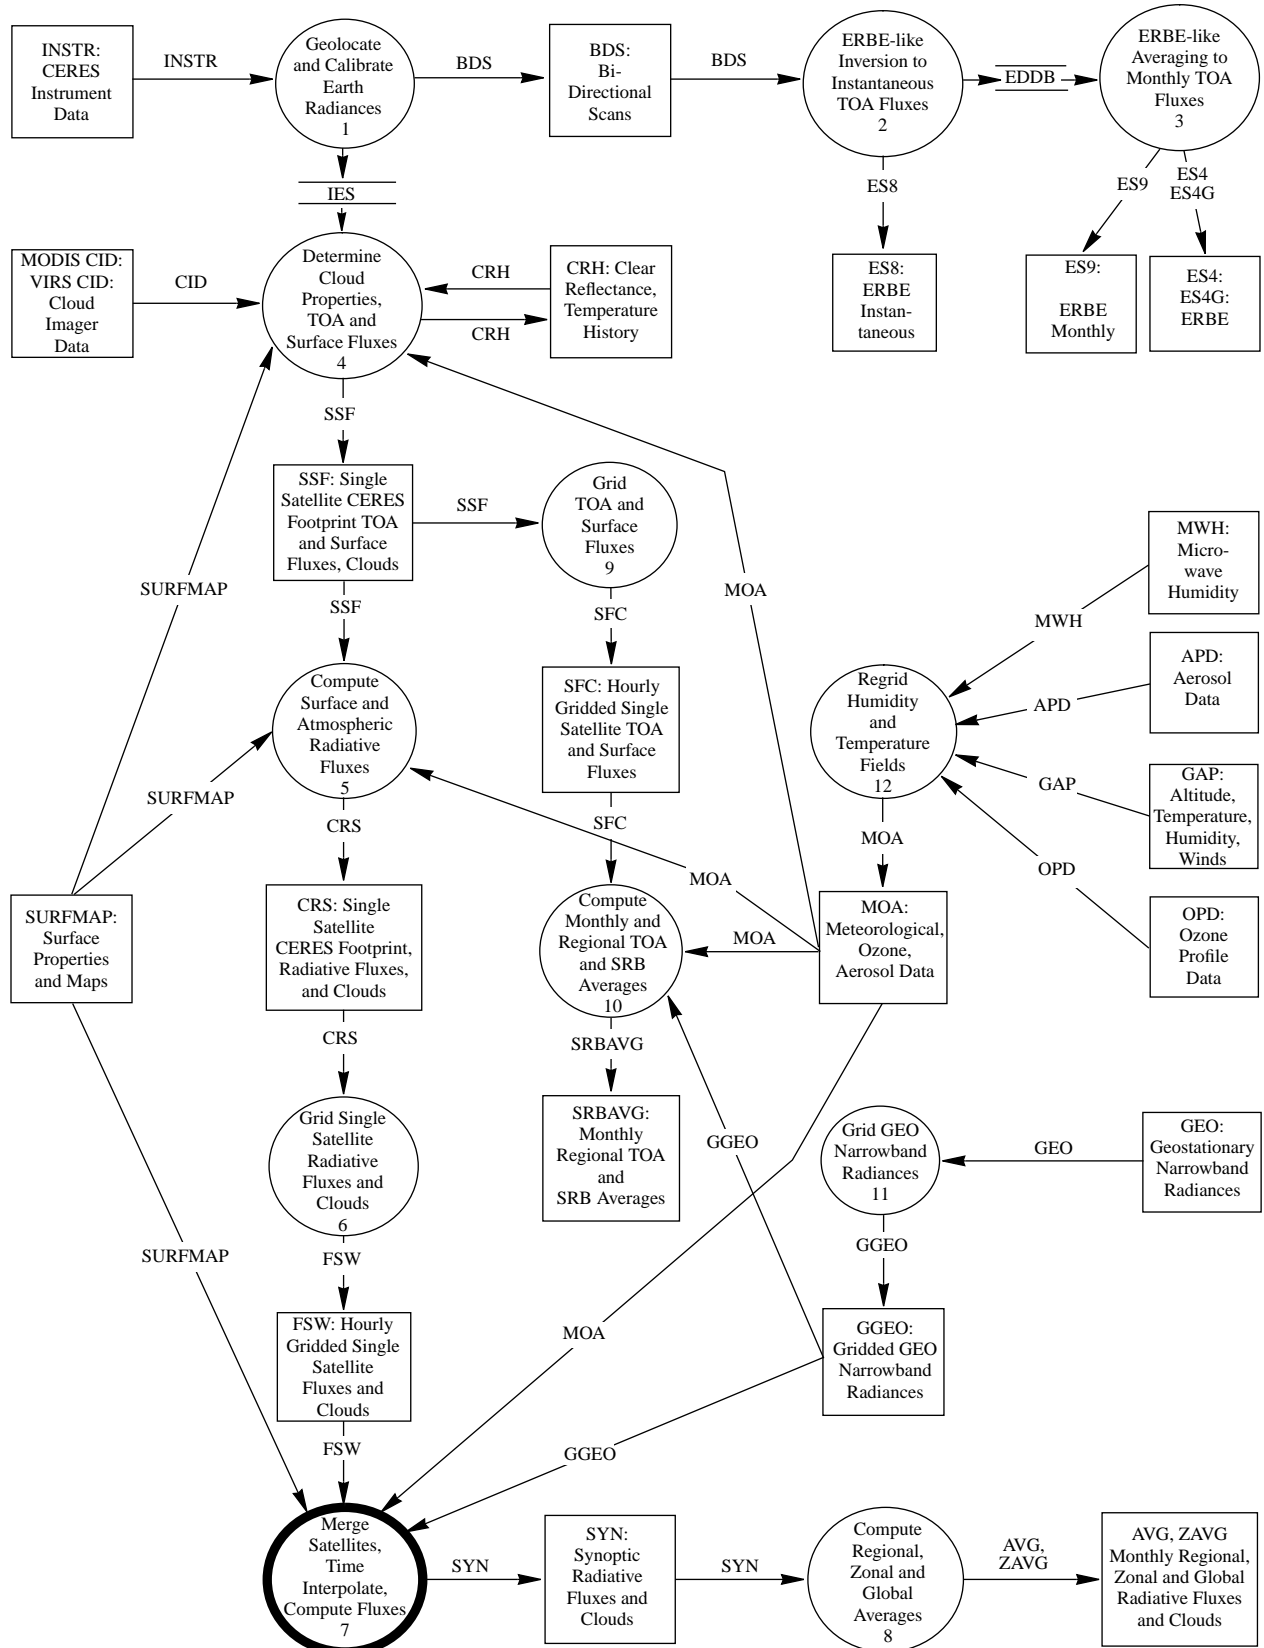 INSTR:
CERES
Instrument
Data
INSTR
Geolocate
and Calibrate
Earth
Radiances
1
BDS
BDS:
Bi-
Directional
Scans
BDS
ERBE-like
Inversion to
Instantaneous
TOA Fluxes
2
EDDB
ERBE-like
Averaging to
Monthly TOA
Fluxes
3
IES
ES8
ES9
ES4
ES4G
MODIS CID:
VIRS CID:
Cloud
Imager
Data
CID
Determine
Cloud
Properties,
TOA and
Surface Fluxes
4
CRH
CRH
CRH: Clear
Reflectance,
Temperature
History
ES8:
ERBE
Instan-
taneous
ES9:
ERBE
Monthly
ES4:
ES4G:
ERBE
SSF
SSF: Single
Satellite CERES
Footprint TOA
and Surface
Fluxes, Clouds
SSF
Grid
TOA and
Surface
Fluxes
9
MWH:
Micro-
wave
Humidity
SURFMAP
SSF
SFC
MOA
MWH
Compute
Surface and
Atmospheric
Radiative
Fluxes
5
SFC: Hourly
Gridded Single
Satellite TOA
and Surface
Fluxes
Regrid
Humidity
and
Temperature
Fields
12
APD
APD:
Aerosol
Data
SURFMAP
GAP
GAP:
Altitude,
Temperature,
Humidity,
Winds
CRS
SFC
MOA
MOA
OPD
SURFMAP:
Surface
Properties
and Maps
CRS: Single
Satellite
CERES Footprint,
Radiative Fluxes,
and Clouds
Compute
Monthly and
Regional TOA
and SRB
Averages
10
MOA
MOA:
Meteorological,
Ozone,
Aerosol Data
OPD:
Ozone
Profile
Data
CRS
SRBAVG
Grid Single
Satellite
Radiative
Fluxes and
Clouds
6
SRBAVG:
Monthly
Regional TOA
and
SRB Averages
GGEO
Grid GEO
Narrowband
Radiances
11
GEO
GEO:
Geostationary
Narrowband
Radiances
SURFMAP
FSW
GGEO
FSW: Hourly
Gridded Single
Satellite
Fluxes and
Clouds
MOA
GGEO:
Gridded GEO
Narrowband
Radiances
FSW
GGEO
Merge
Satellites,
Time
Interpolate,
Compute Fluxes
7
SYN
SYN:
Synoptic
Radiative
Fluxes and
Clouds
SYN
Compute
Regional,
Zonal and
Global
Averages
8
AVG,
ZAVG
AVG, ZAVG
Monthly Regional,
Zonal and Global
Radiative Fluxes
and Clouds